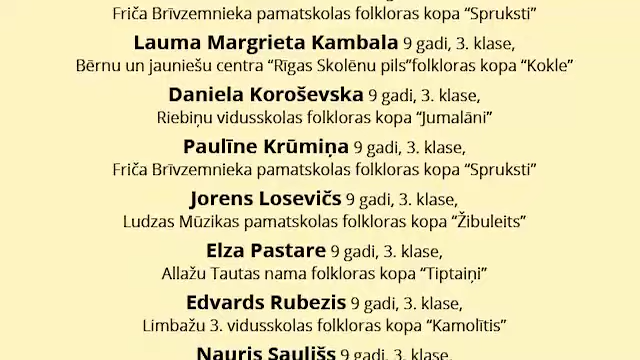 Friča Brīvzemnieka pamatskolas folkloras kopa “Spruksti”
Lauma Margrieta Kambala 9 gadi, 3. klase,
Bērnu un jauniešu centra “Rīgas Skolēnu pils”folkloras kopa “Kokle”
Daniela Koroševska 9 gadi, 3. klase,
Riebiņu vidusskolas folkloras kopa “Jumalāni”
Paulīne Krūmiņa 9 gadi, 3. klase,
Friča Brīvzemnieka pamatskolas folkloras kopa “Spruksti”
Jorens Losevičs 9 gadi, 3. klase,
Ludzas Mūzikas pamatskolas folkloras kopa “Žibuleits”
Elza Pastare 9 gadi, 3. klase,
Allažu Tautas nama folkloras kopa “Tiptaiņi”
Edvards Rubezis 9 gadi, 3. klase,
Limbažu 3. vidusskolas folkloras kopa “Kamolītis”
Nauris Saulišs 9 gadi, 3. klase,